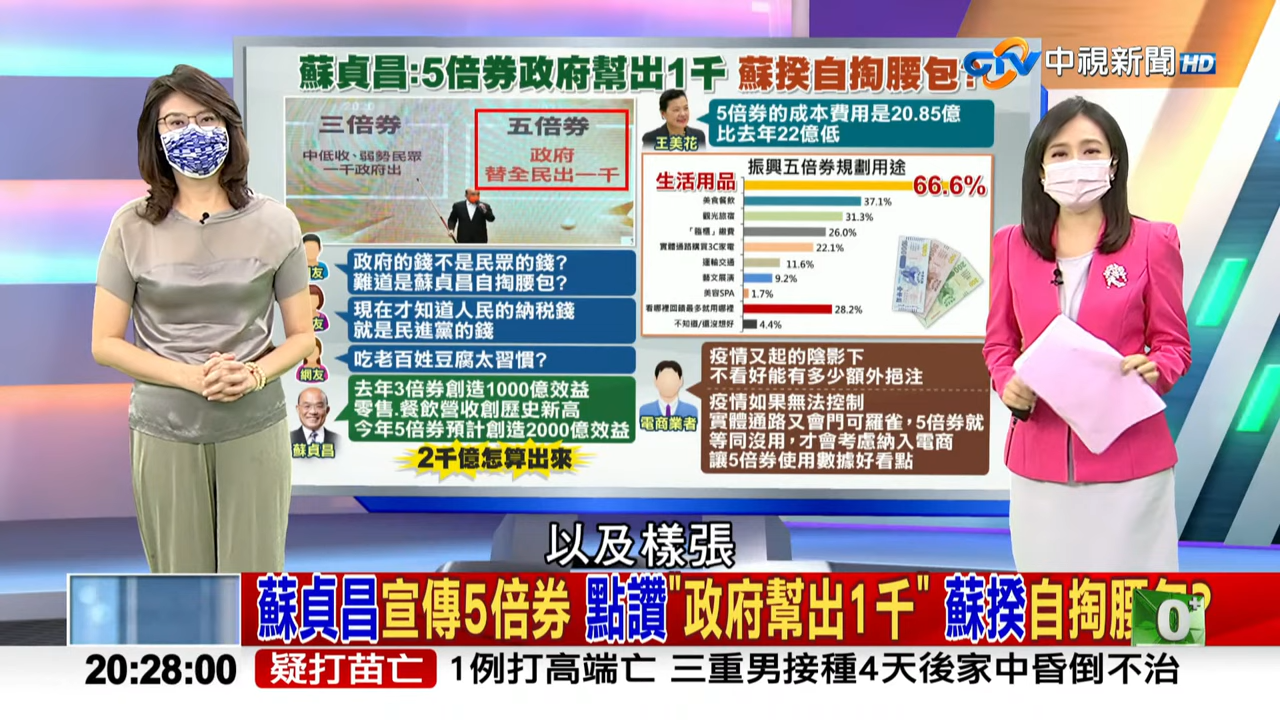 蘇貞昌:5倍券政府幫出1千 蘇揆自掏腰包?
CTV中視新聞HD
三倍券
中低收、弱勢民眾
一千政府出
五倍券
政府
替全民出一千
王美花
5倍券的成本費用是20.85億
比去年22億低
振興五倍券規劃用途
生活用品 66.6%
美食餐飲 37.1%
觀光旅宿 31.3%
「臨櫃」繳費 26.0%
實體通路購買3C家電 22.1%
運輸交通 11.6%
藝文展演 9.2%
美容SPA 1.7%
看哪裡回饋最多就用哪裡 28.2%
不知道/還沒想好 4.4%
網友
政府的錢不是民眾的錢?
難道是蘇貞昌自掏腰包?
現在才知道人民的納稅錢
就是民進黨的錢
網友
吃老百姓豆腐太習慣?
蘇貞昌
去年3倍券創造1000億效益
零售.餐飲營收創歷史新高
今年5倍券預計創造2000億效益
2千億怎算出來
電商業者
疫情又起的陰影下
不看好能有多少額外挹注
疫情如果無法控制
實體通路又會門可羅雀,5倍券就
等同沒用,才會考慮納入電商
讓5倍券使用數據好看點
以及樣張
蘇貞昌宣傳5倍券 點讚"政府幫出1千" 蘇揆自掏腰包?
0+
20:28:00 疑打苗亡 1例打高端亡 三重男接種4天後家中昏倒不治